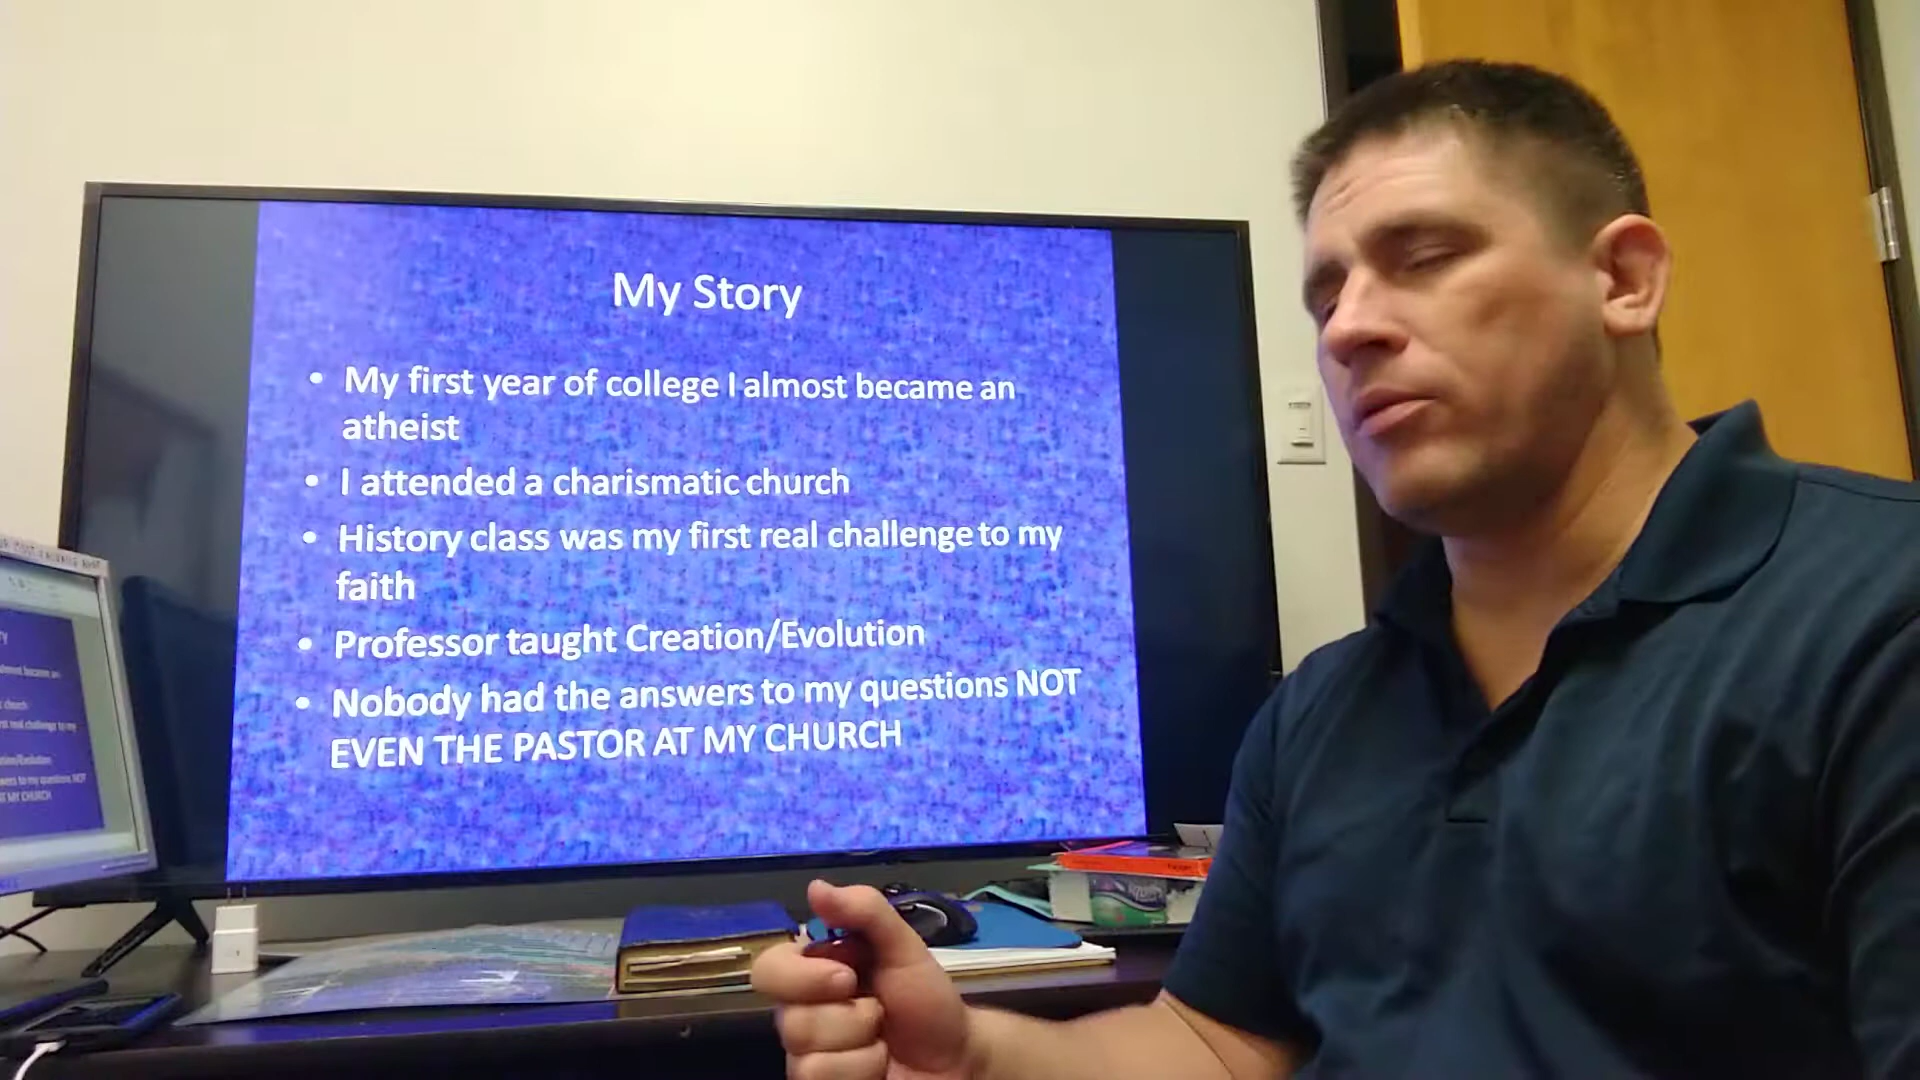 My Story
• My first year of college I almost became an
atheist
• I attended a charismatic church
• History class was my first real challenge to my
faith
• Professor taught Creation/Evolution
• Nobody had the answers to my questions NOT
EVEN THE PASTOR AT MY CHURCH